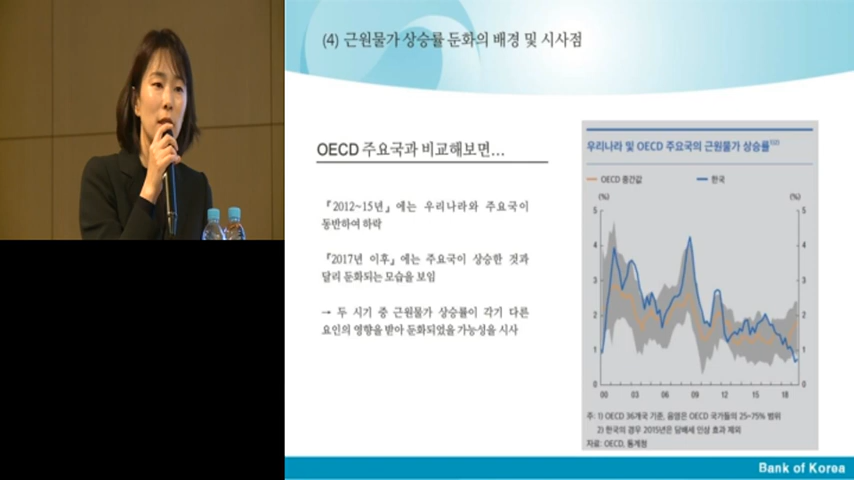 (4) 근원물가 상승률 둔화의 배경 및 시사점
OECD 주요국과 비교해보면...
『2012~15년』에는 우리나라와 주요국이
동반하여 하락
『2017년 이후』에는 주요국이 상승한 것과
달리 둔화되는 모습을 보임
→ 두 시기 중 근원물가 상승률이 각기 다른
요인의 영향을 받아 둔화되었을 가능성을 시사
우리나라 및 OECD 주요국의 근원물가 상승률1)2)
OECD 중간값 한국
(%) (%)
5 5
4 4
3 3
2 2
1 1
0 0
00 03 06 09 12 15 18
주: 1) OECD 36개국 기준, 음영은 OECD 국가들의 25~75% 범위
2) 한국의 경우 2015년은 담배세 인상 효과 제외
자료: OECD, 통계청
Bank of Korea